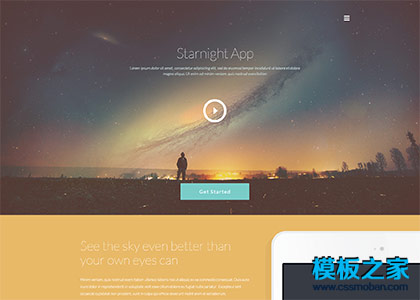 Starnight App
Lorem ipsum dolor sit amet, consectetur adipisicing elit, sed do eiusmod tempor incididunt ut labore et dolore
magna aliqua. Ut enim ad minim veniam, quis nostrud exercitation.
Get Started
See the sky even better than
your own eyes can
模板之家
www.cssmoban.com